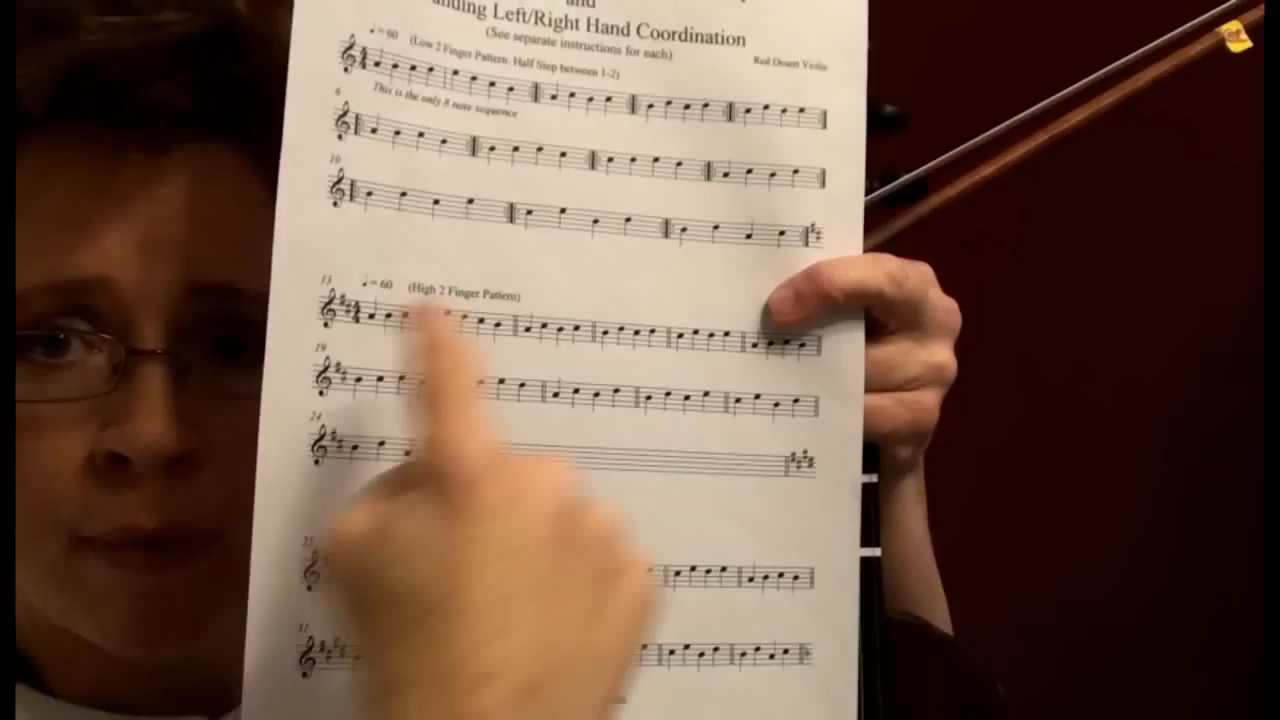 and
anding Left/Right Hand Coordination
(See separate instructions for each)
Red Desert Violin
♩ = 60 (Low 2 Finger Pattern. Half Step between 1-2)
This is the only 8 note sequence
6
10
13
♩ = 60 (High 2 Finger Pattern)
19
24
25
31